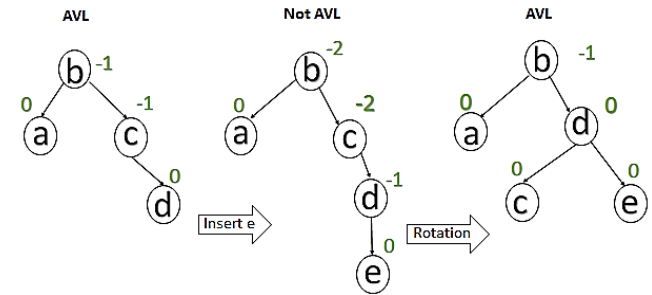 AVL
b -1
0 -1
a c
0
d
Insert e
Not AVL
-2
b
0 -2
a c
-1
d
0
e
Rotation
AVL
b -1
0 0
a d
0 0
c e